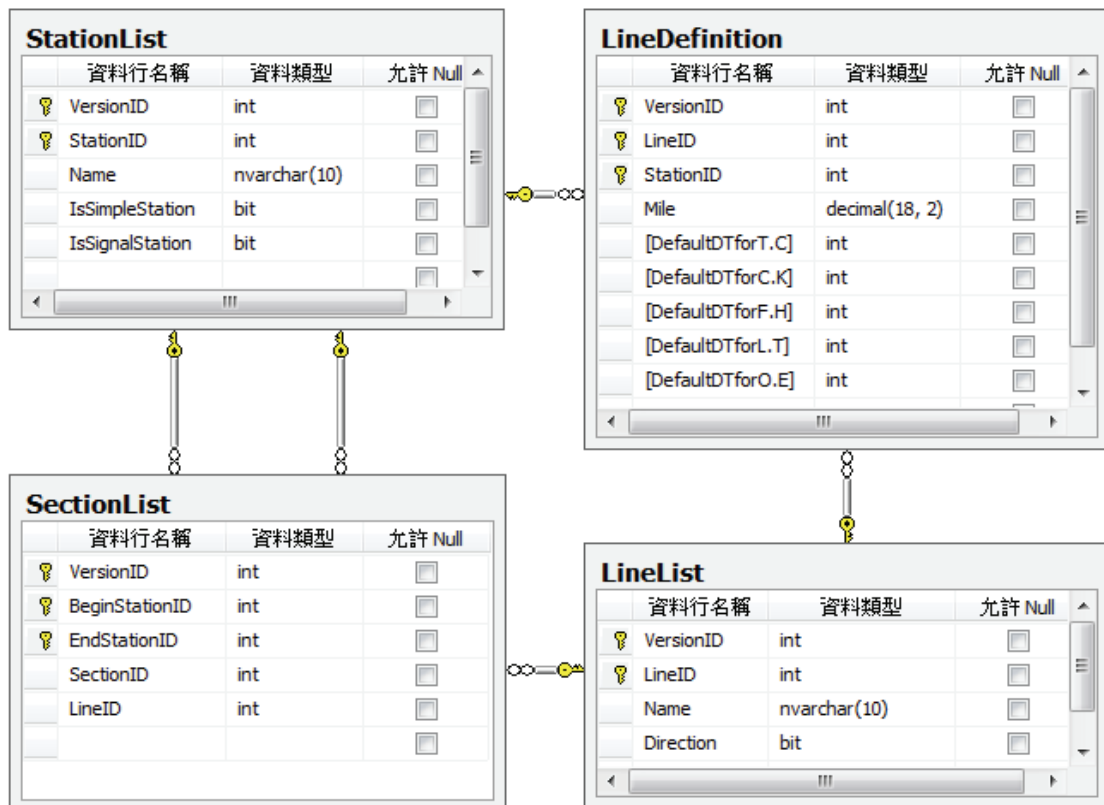 StationList
資料行名稱 資料類型 允許 Null
VersionID int
StationID int
Name nvarchar(10)
IsSimpleStation bit
IsSignalStation bit
LineDefinition
資料行名稱 資料類型 允許 Null
VersionID int
LineID int
StationID int
Mile decimal(18, 2)
[DefaultDTforT.C] int
[DefaultDTforC.K] int
[DefaultDTforF.H] int
[DefaultDTforL.T] int
[DefaultDTforO.E] int
SectionList
資料行名稱 資料類型 允許 Null
VersionID int
BeginStationID int
EndStationID int
SectionID int
LineID int
LineList
資料行名稱 資料類型 允許 Null
VersionID int
LineID int
Name nvarchar(10)
Direction bit